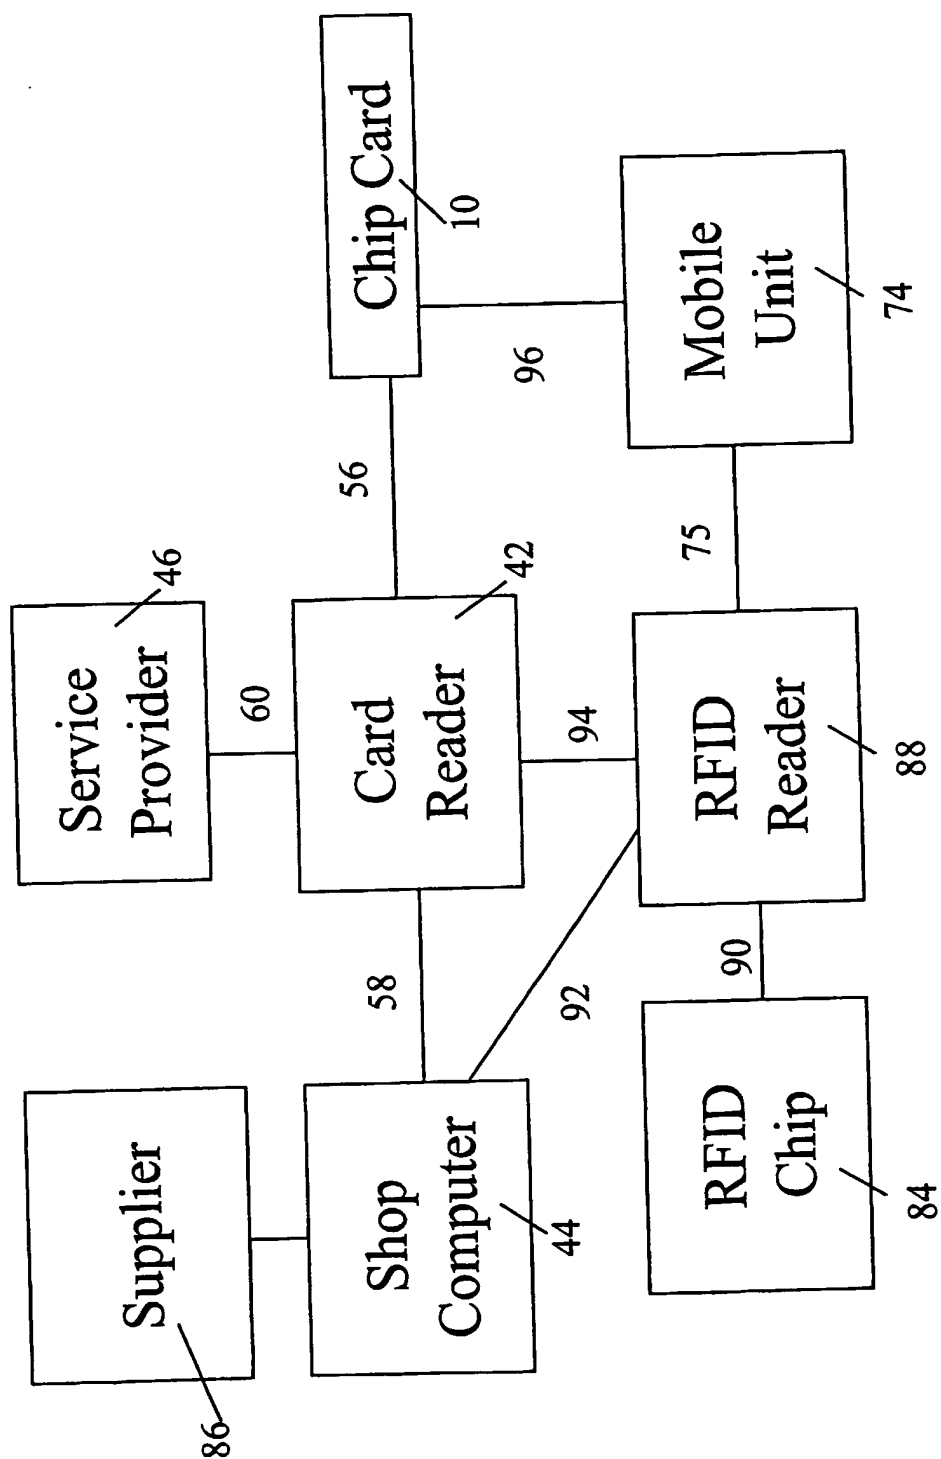 Supplier
86
Service
Provider
46
60
Shop
Computer
44
58
Card
Reader
42
56
Chip Card
10
92
94
96
RFID
Chip
84
90
RFID
Reader
88
75
Mobile
Unit
74